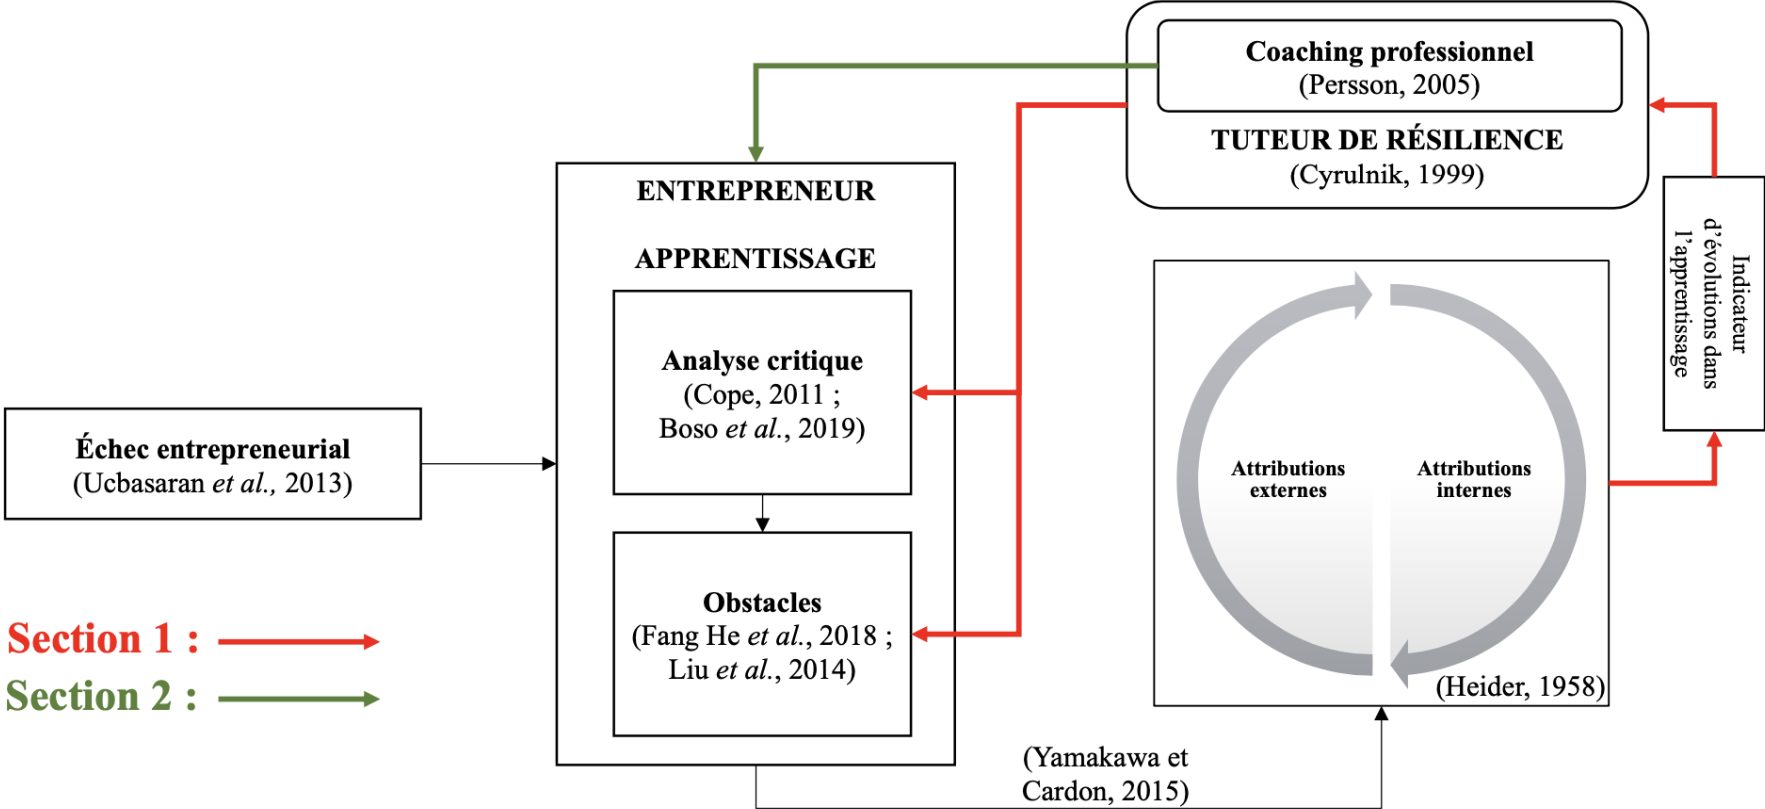 Coaching professionnel
(Persson, 2005)
TUTEUR DE RÉSILIENCE
(Cyrulnik, 1999)
ENTREPRENEUR
APPRENTISSAGE
Analyse critique
(Cope, 2011 ;
Boso et al., 2019)
Échec entrepreneurial
(Ucbasaran et al., 2013)
Obstacles
(Fang He et al., 2018 ;
Liu et al., 2014)
Indicateur
d’évolutions dans
l’apprentissage
Attributions
externes
Attributions
internes
(Heider, 1958)
(Yamakawa et
Cardon, 2015)
Section 1 :
Section 2 :